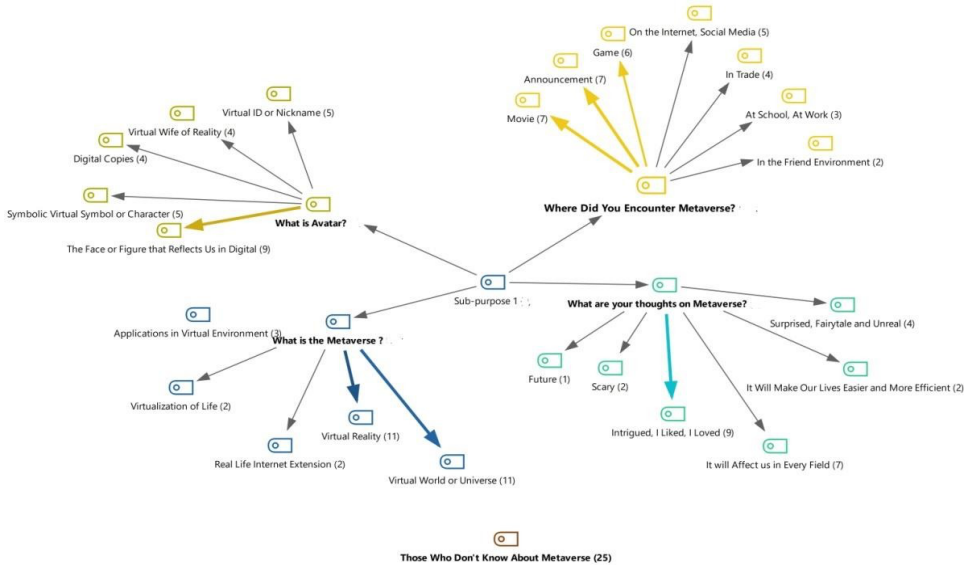 On the Internet, Social Media (5)
Game (6)
In Trade (4)
Announcement (7)
Movie (7)
At School, At Work (3)
In the Friend Environment (2)
Where Did You Encounter Metaverse?
Virtual ID or Nickname (5)
Virtual Wife of Reality (4)
Digital Copies (4)
Symbolic Virtual Symbol or Character (5)
What is Avatar?
The Face or Figure that Reflects Us in Digital (9)
Sub-purpose 1
What are your thoughts on Metaverse?
Surprised, Fairytale and Unreal (4)
Future (1)
Scary (2)
It Will Make Our Lives Easier and More Efficient (2)
Intrigued, I Liked, I Loved (9)
It will Affect us in Every Field (7)
Applications in Virtual Environment (3)
What is the Metaverse ?
Virtualization of Life (2)
Virtual Reality (11)
Real Life Internet Extension (2)
Virtual World or Universe (11)
Those Who Don't Know About Metaverse (25)